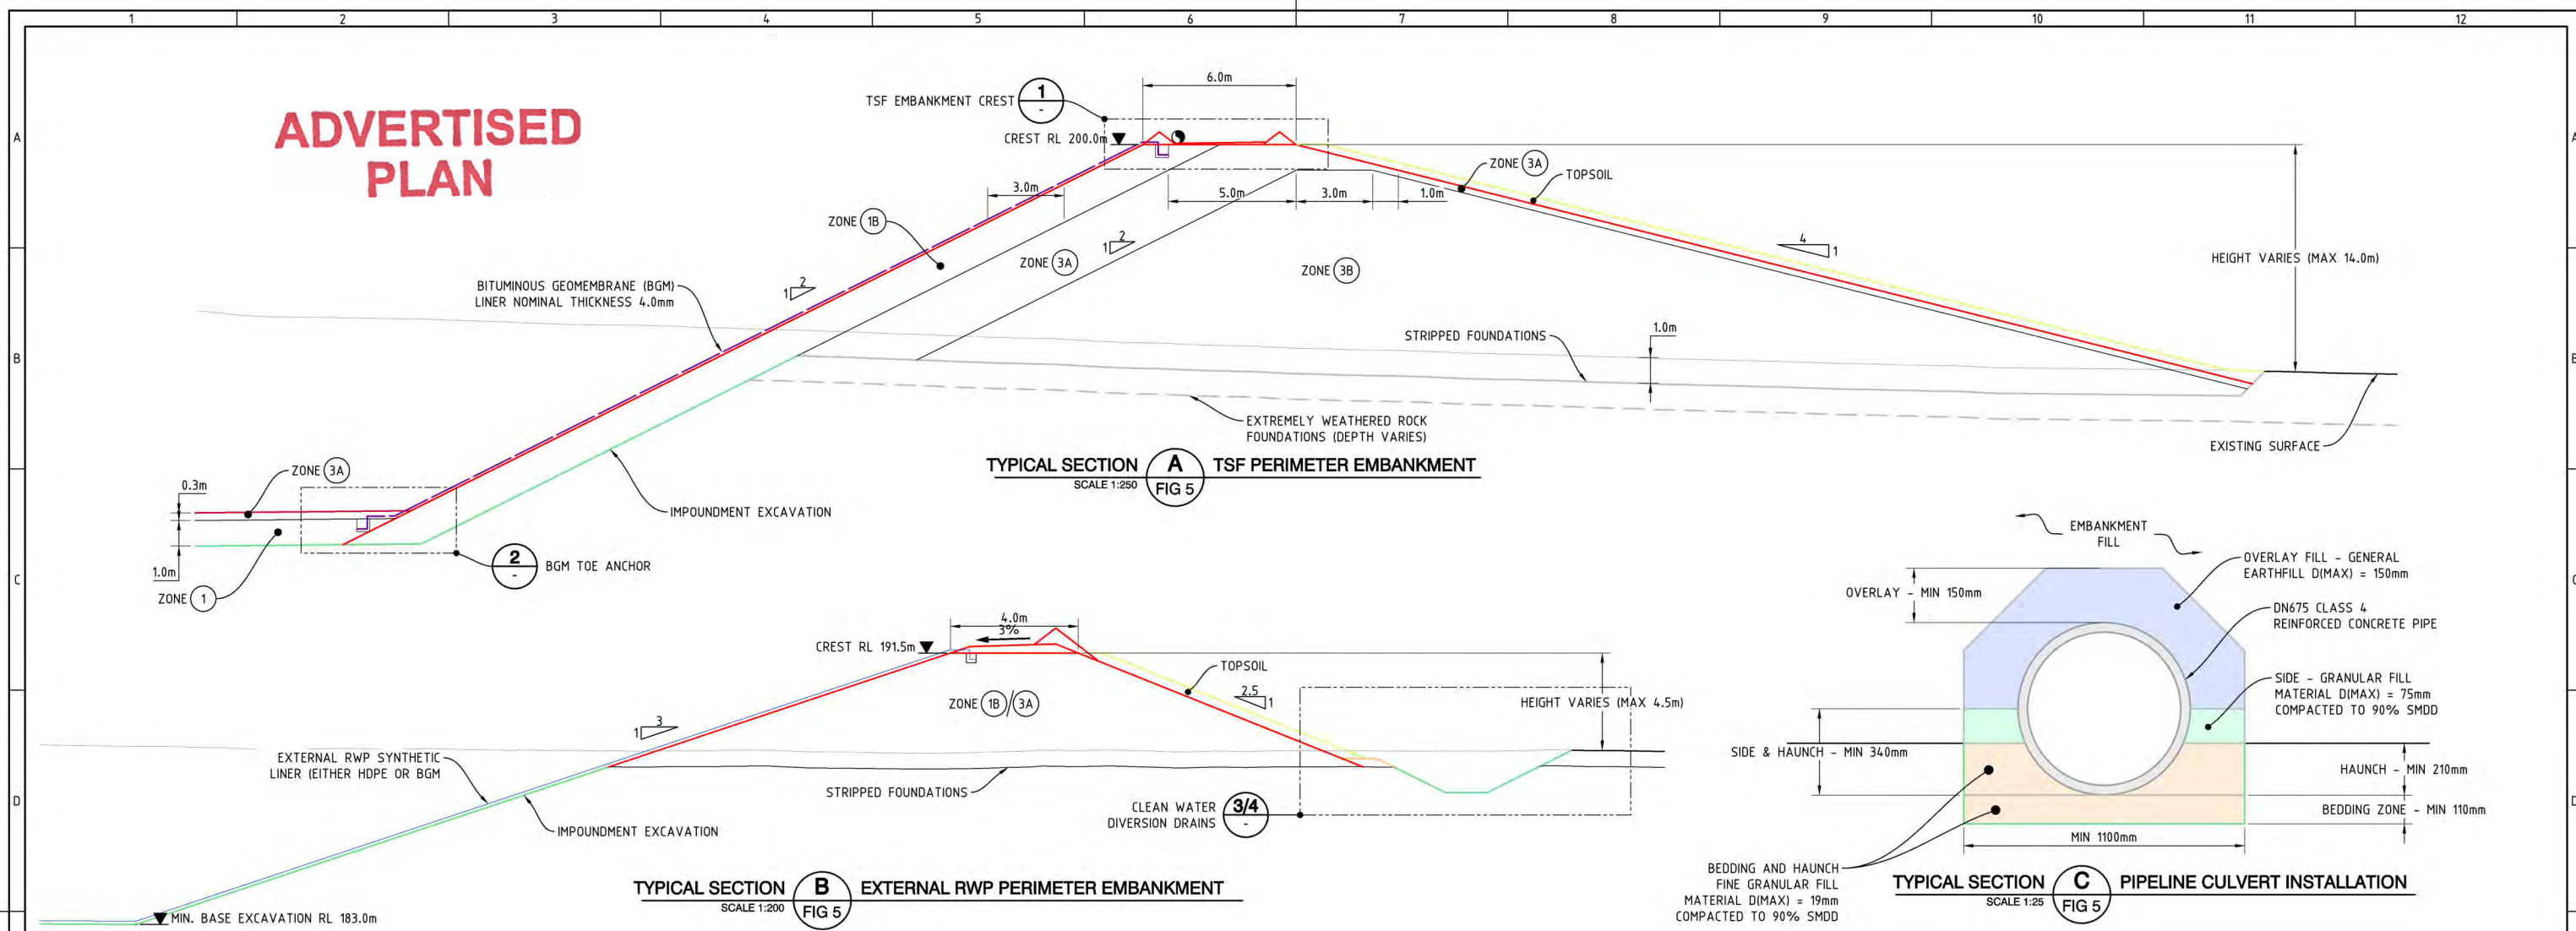 1 2 3 4 5 6 7 8 9 10 11 12
A
B
C
D
A
B
C
D
ADVERTISED
PLAN
6.0m
TSF EMBANKMENT CREST
1
-
CREST RL 200.0m
3.0m
5.0m
3.0m
1.0m
ZONE 3A
TOPSOIL
ZONE 1B
ZONE 3A
2
1
ZONE 3B
4
1
HEIGHT VARIES (MAX 14.0m)
2
1
BITUMINOUS GEOMEMBRANE (BGM)
LINER NOMINAL THICKNESS 4.0mm
STRIPPED FOUNDATIONS
1.0m
EXTREMELY WEATHERED ROCK
FOUNDATIONS (DEPTH VARIES)
EXISTING SURFACE
TYPICAL SECTION A TSF PERIMETER EMBANKMENT
SCALE 1:250 FIG 5
ZONE 3A
0.3m
1.0m
ZONE 1
IMPOUNDMENT EXCAVATION
2
-
BGM TOE ANCHOR
4.0m
3%
CREST RL 191.5m
TOPSOIL
ZONE 1B/3A
2.5
1
HEIGHT VARIES (MAX 4.5m)
3
1
EXTERNAL RWP SYNTHETIC
LINER (EITHER HDPE OR BGM
STRIPPED FOUNDATIONS
CLEAN WATER
DIVERSION DRAINS
3/4
-
IMPOUNDMENT EXCAVATION
MIN. BASE EXCAVATION RL 183.0m
TYPICAL SECTION B EXTERNAL RWP PERIMETER EMBANKMENT
SCALE 1:200 FIG 5
EMBANKMENT
FILL
OVERLAY FILL - GENERAL
EARTHFILL D(MAX) = 150mm
OVERLAY - MIN 150mm
DN675 CLASS 4
REINFORCED CONCRETE PIPE
SIDE - GRANULAR FILL
MATERIAL D(MAX) = 75mm
COMPACTED TO 90% SMDD
SIDE & HAUNCH - MIN 340mm
HAUNCH - MIN 210mm
BEDDING ZONE - MIN 110mm
MIN 1100mm
BEDDING AND HAUNCH
FINE GRANULAR FILL
MATERIAL D(MAX) = 19mm
COMPACTED TO 90% SMDD
TYPICAL SECTION C PIPELINE CULVERT INSTALLATION
SCALE 1:25 FIG 5